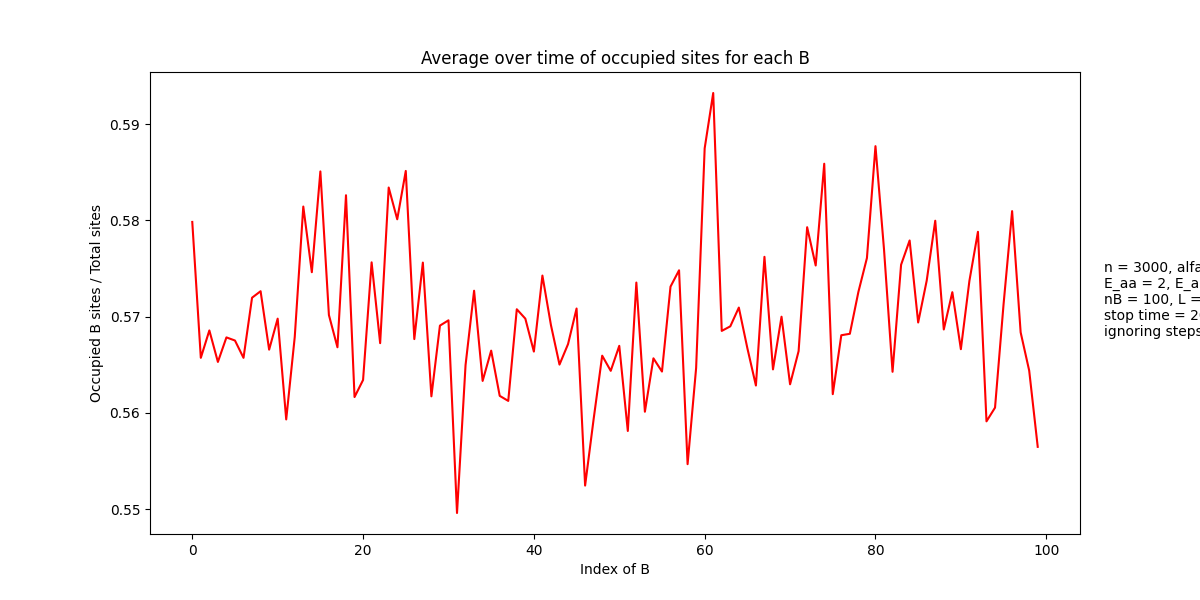 Average over time of occupied sites for each B
0.59
0.58
0.57
0.56
0.55
Occupied B sites / Total sites
0 20 40 60 80 100
Index of B
n = 3000, alfa
E_aa = 2, E_a
nB = 100, L =
stop time = 2
ignoring steps